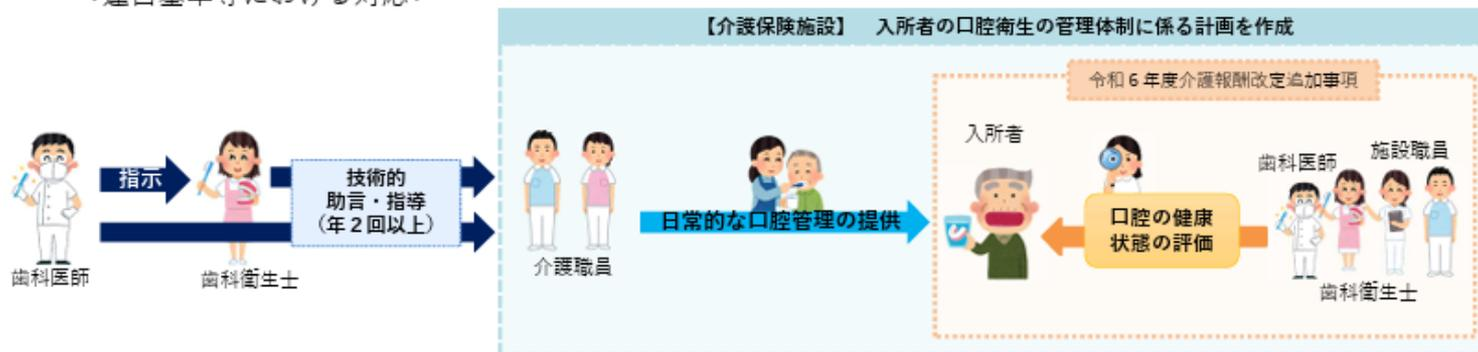 【介護保険施設】 入所者の口腔衛生の管理体制に係る計画を作成
令和6年度介護報酬改定追加事項
指示
技術的
助言・指導
(年2回以上)
歯科医師
歯科衛生士
介護職員
日常的な口腔管理の提供
入所者
口腔の健康
状態の評価
歯科医師
施設職員
歯科衛生士